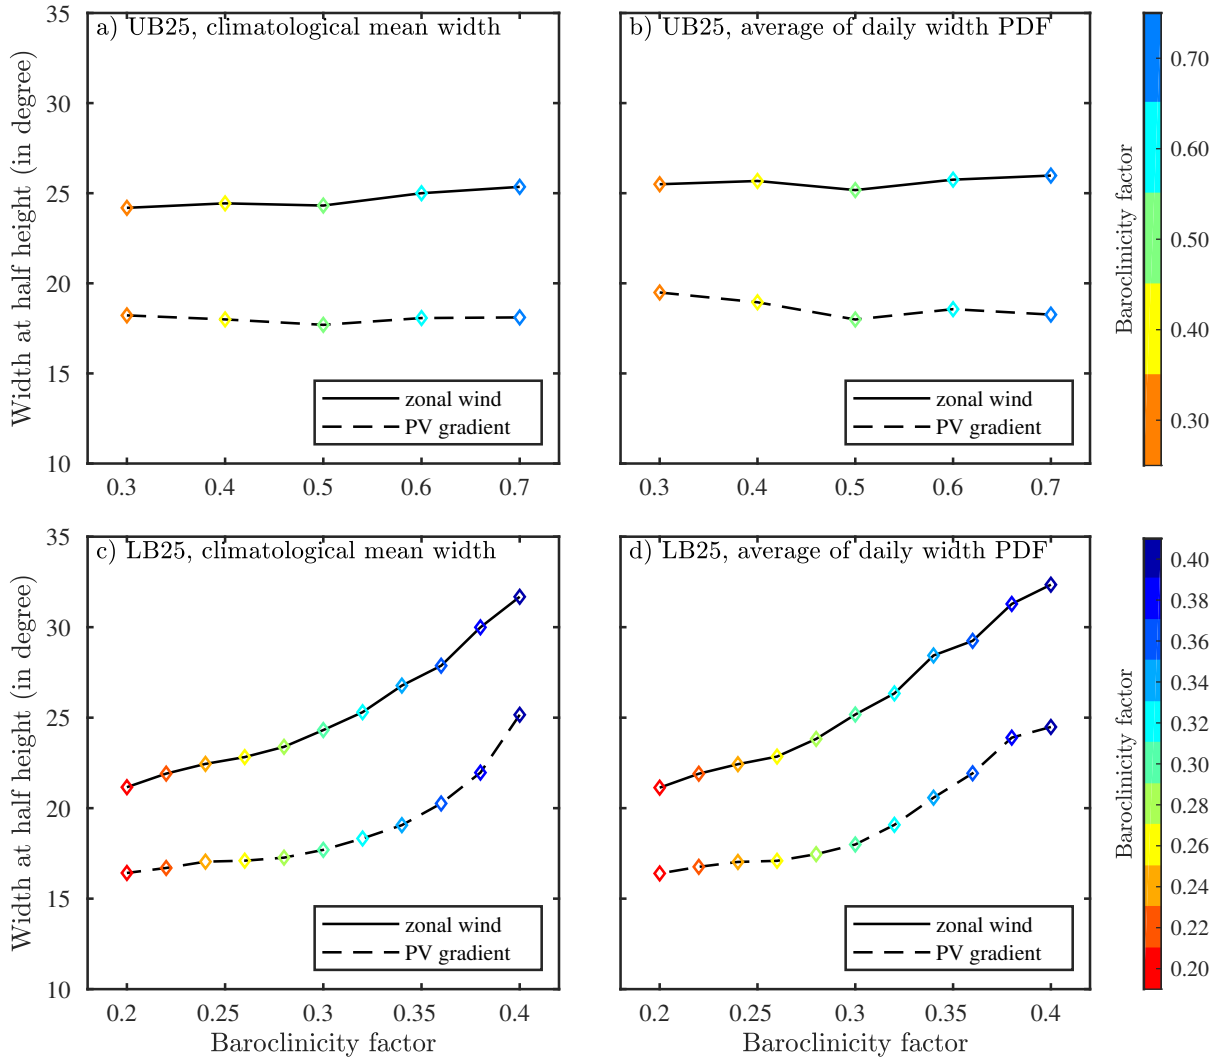 a) UB25, climatological mean width
b) UB25, average of daily width PDF
Width at half height (in degree)
35
30
25
20
15
10
0.3 0.4 0.5 0.6 0.7
zonal wind
PV gradient
0.3 0.4 0.5 0.6 0.7
zonal wind
PV gradient
Baroclinicity factor
0.70
0.60
0.50
0.40
0.30
c) LB25, climatological mean width
d) LB25, average of daily width PDF
Width at half height (in degree)
35
30
25
20
15
10
0.2 0.25 0.3 0.35 0.4
Baroclinicity factor
zonal wind
PV gradient
0.2 0.25 0.3 0.35 0.4
Baroclinicity factor
zonal wind
PV gradient
Baroclinicity factor
0.40
0.38
0.36
0.34
0.32
0.30
0.28
0.26
0.24
0.22
0.20